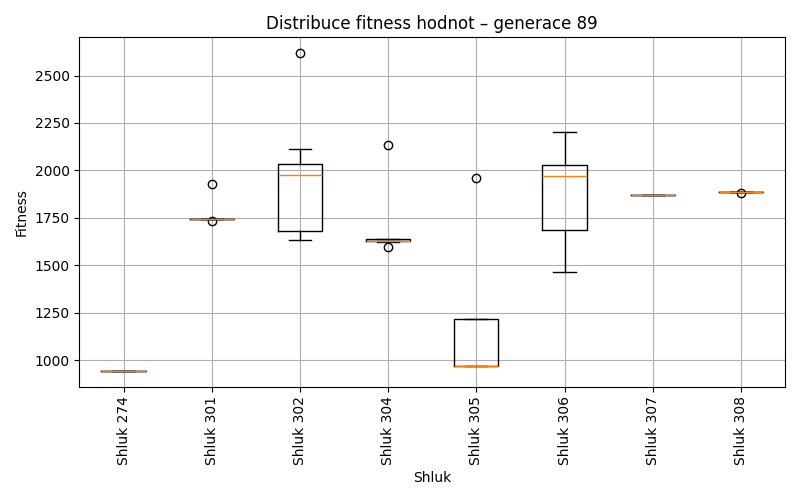 Distribuce fitness hodnot – generace 89
Fitness
2500
2250
2000
1750
1500
1250
1000
Shluk 274
Shluk 301
Shluk 302
Shluk 304
Shluk 305
Shluk 306
Shluk 307
Shluk 308
Shluk